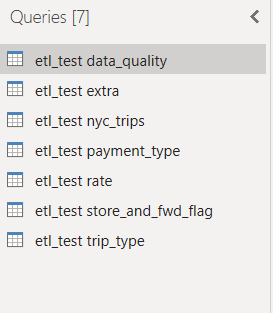 Queries [7]
etl_test data_quality
etl_test extra
etl_test nyc_trips
etl_test payment_type
etl_test rate
etl_test store_and_fwd_flag
etl_test trip_type